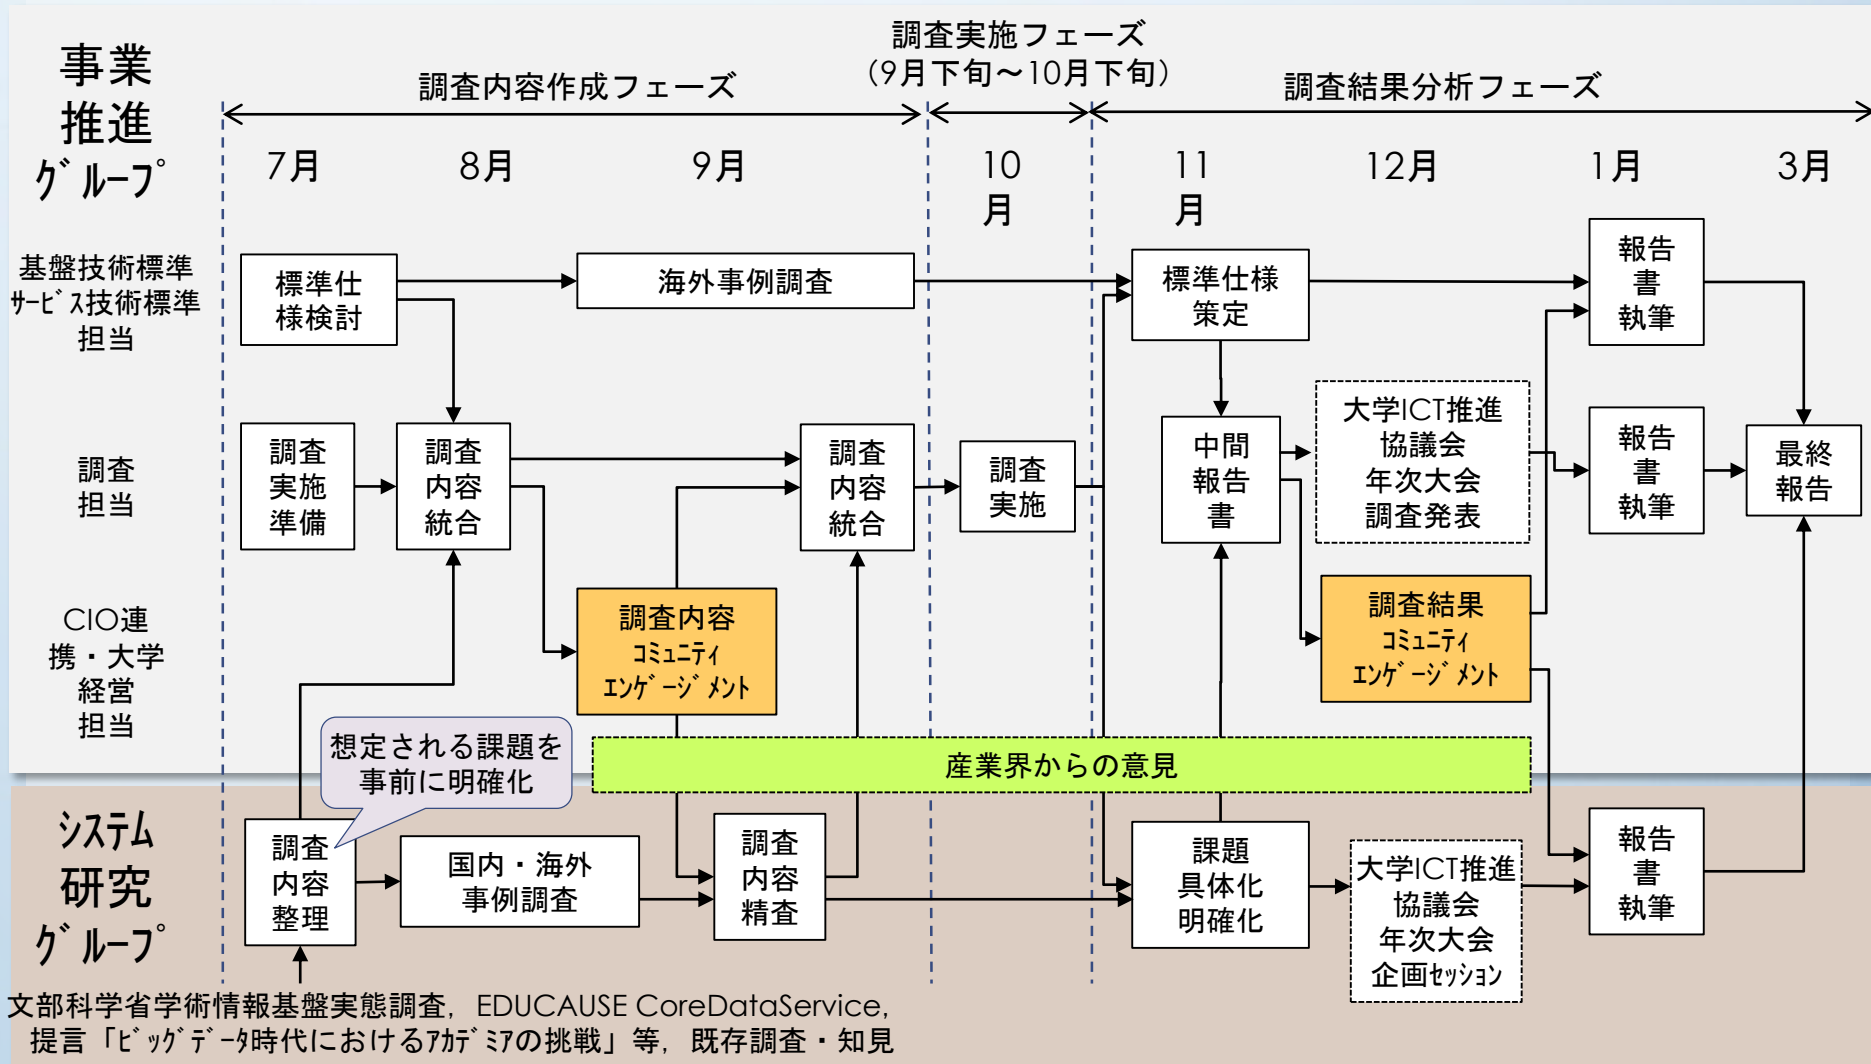 事業
推進
グループ
調査内容作成フェーズ
調査実施フェーズ
(9月下旬～10月下旬)
調査結果分析フェーズ
7月
8月
9月
10
月
11
月
12月
1月
3月
基盤技術標準
サービス技術標準
担当
標準仕
様検討
海外事例調査
標準仕様
策定
報告
書
執筆
調査
担当
調査
実施
準備
調査
内容
統合
調査
内容
統合
調査
実施
中間
報告
書
大学ICT推進
協議会
年次大会
調査発表
報告
書
執筆
最終
報告
CIO連
携・大学
経営
担当
調査内容
コミュニティ
エンゲージメント
調査結果
コミュニティ
エンゲージメント
想定される課題を
事前に明確化
産業界からの意見
システム
研究
グループ
調査
内容
整理
国内・海外
事例調査
調査
内容
精査
課題
具体化
明確化
大学ICT推進
協議会
年次大会
企画セッション
報告
書
執筆
文部科学省学術情報基盤実態調査，EDUCAUSE CoreDataService，
提言「ビッグデータ時代におけるアカデミアの挑戦」等，既存調査・知見